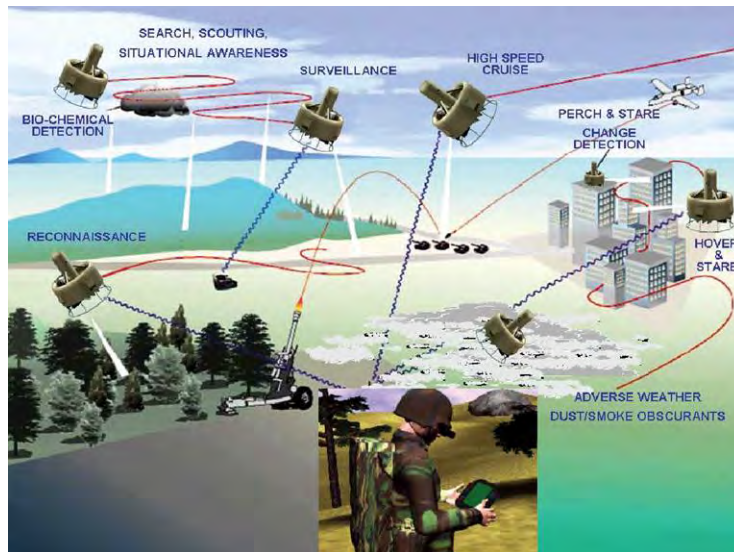 SEARCH, SCOUTING,
SITUATIONAL AWARENESS
HIGH SPEED
CRUISE
SURVEILLANCE
PERCH & STARE
CHANGE
DETECTION
BIO-CHEMICAL
DETECTION
RECONNAISSANCE
HOVER
&
STARE
ADVERSE WEATHER
DUST/SMOKE OBSCURANTS